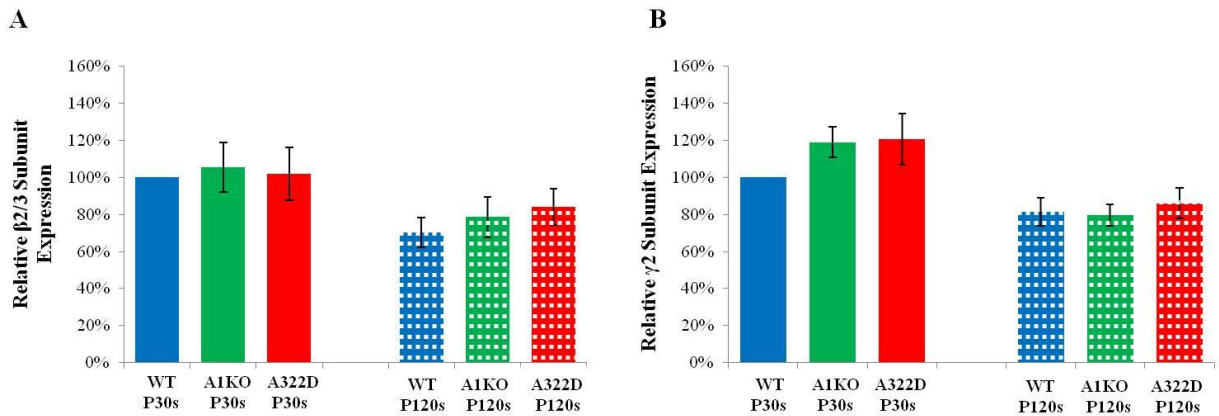 A
Relative β2/3 Subunit
Expression
160%
140%
120%
100%
80%
60%
40%
20%
0%
WT
P30s
A1KO
P30s
A322D
P30s
WT
P120s
A1KO
P120s
A322D
P120s
B
Relative γ2 Subunit Expression
160%
140%
120%
100%
80%
60%
40%
20%
0%
WT
P30s
A1KO
P30s
A322D
P30s
WT
P120s
A1KO
P120s
A322D
P120s